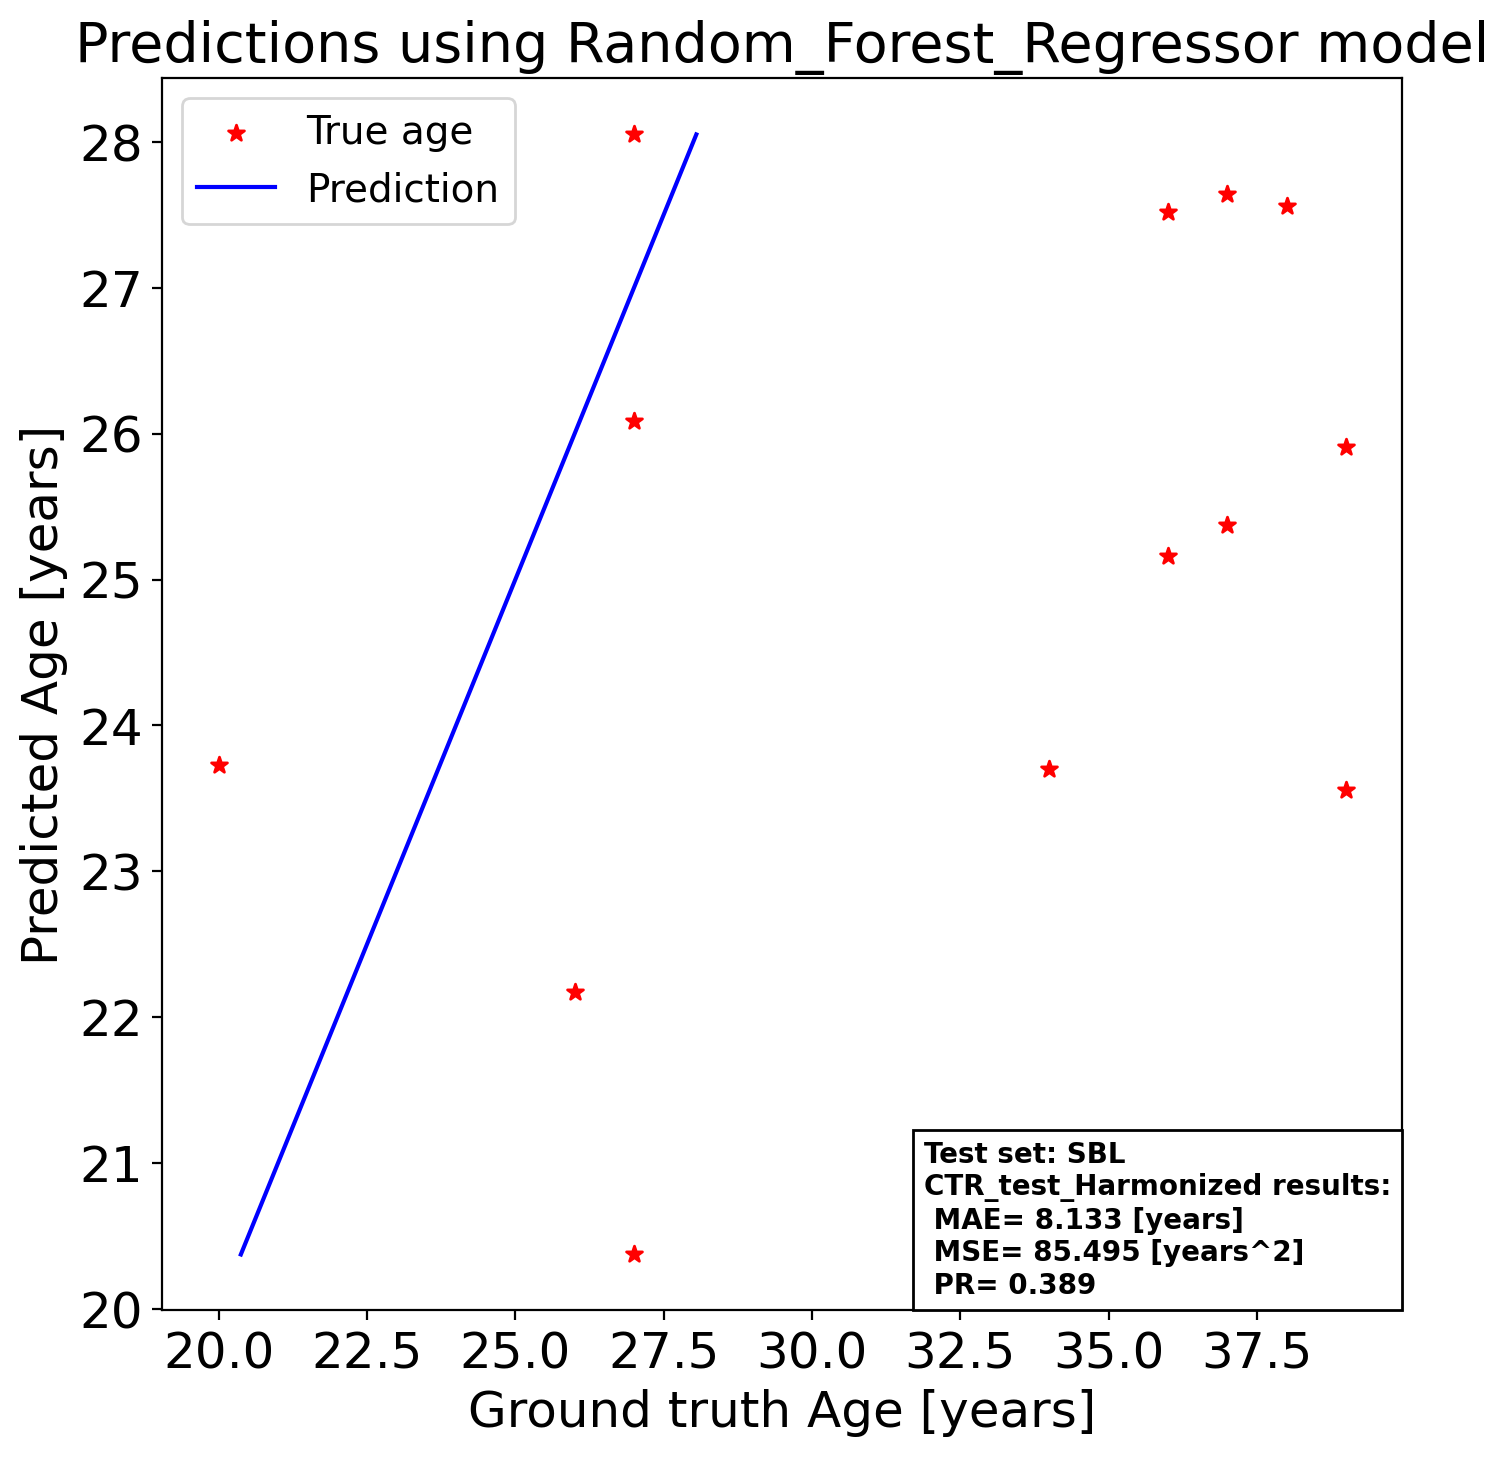 Predictions using Random_Forest_Regressor model
True age
Prediction
Predicted Age [years]
28
27
26
25
24
23
22
21
20
Test set: SBL
CTR_test_Harmonized results:
MAE= 8.133 [years]
MSE= 85.495 [years^2]
PR= 0.389
20.0 22.5 25.0 27.5 30.0 32.5 35.0 37.5
Ground truth Age [years]